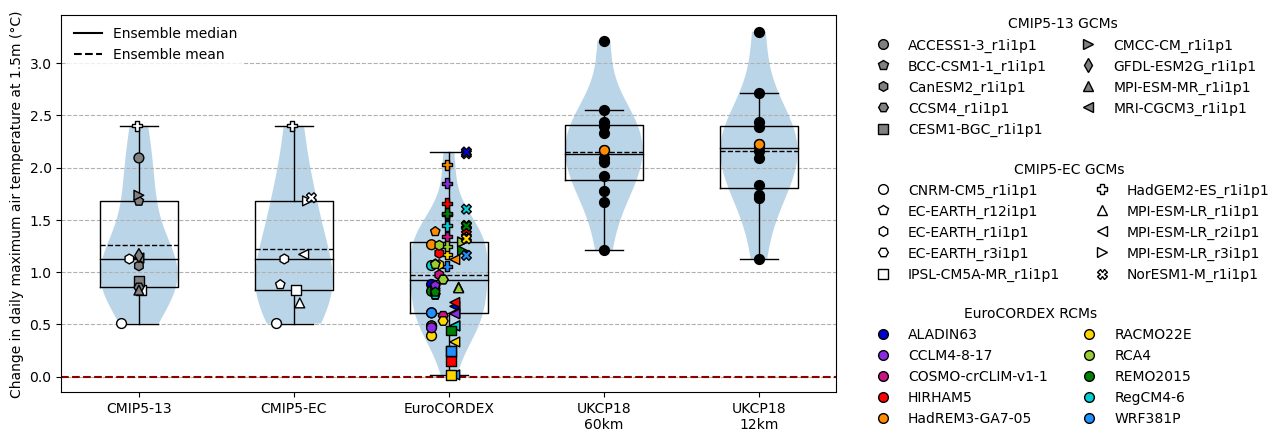 Change in daily maximum air temperature at 1.5m (°C)
3.0
2.5
2.0
1.5
1.0
0.5
0.0
Ensemble median
Ensemble mean
CMIP5-13
CMIP5-EC
EuroCORDEX
UKCP18
60km
UKCP18
12km
CMIP5-13 GCMs
ACCESS1-3_r1i1p1
BCC-CSM1-1_r1i1p1
CanESM2_r1i1p1
CCSM4_r1i1p1
CESM1-BGC_r1i1p1
CMCC-CM_r1i1p1
GFDL-ESM2G_r1i1p1
MPI-ESM-MR_r1i1p1
MRI-CGCM3_r1i1p1
CMIP5-EC GCMs
CNRM-CM5_r1i1p1
EC-EARTH_r12i1p1
EC-EARTH_r1i1p1
EC-EARTH_r3i1p1
IPSL-CM5A-MR_r1i1p1
HadGEM2-ES_r1i1p1
MPI-ESM-LR_r1i1p1
MPI-ESM-LR_r2i1p1
MPI-ESM-LR_r3i1p1
NorESM1-M_r1i1p1
EuroCORDEX RCMs
ALADIN63
CCLM4-8-17
COSMO-crCLIM-v1-1
HIRHAM5
HadREM3-GA7-05
RACMO22E
RCA4
REMO2015
RegCM4-6
WRF381P